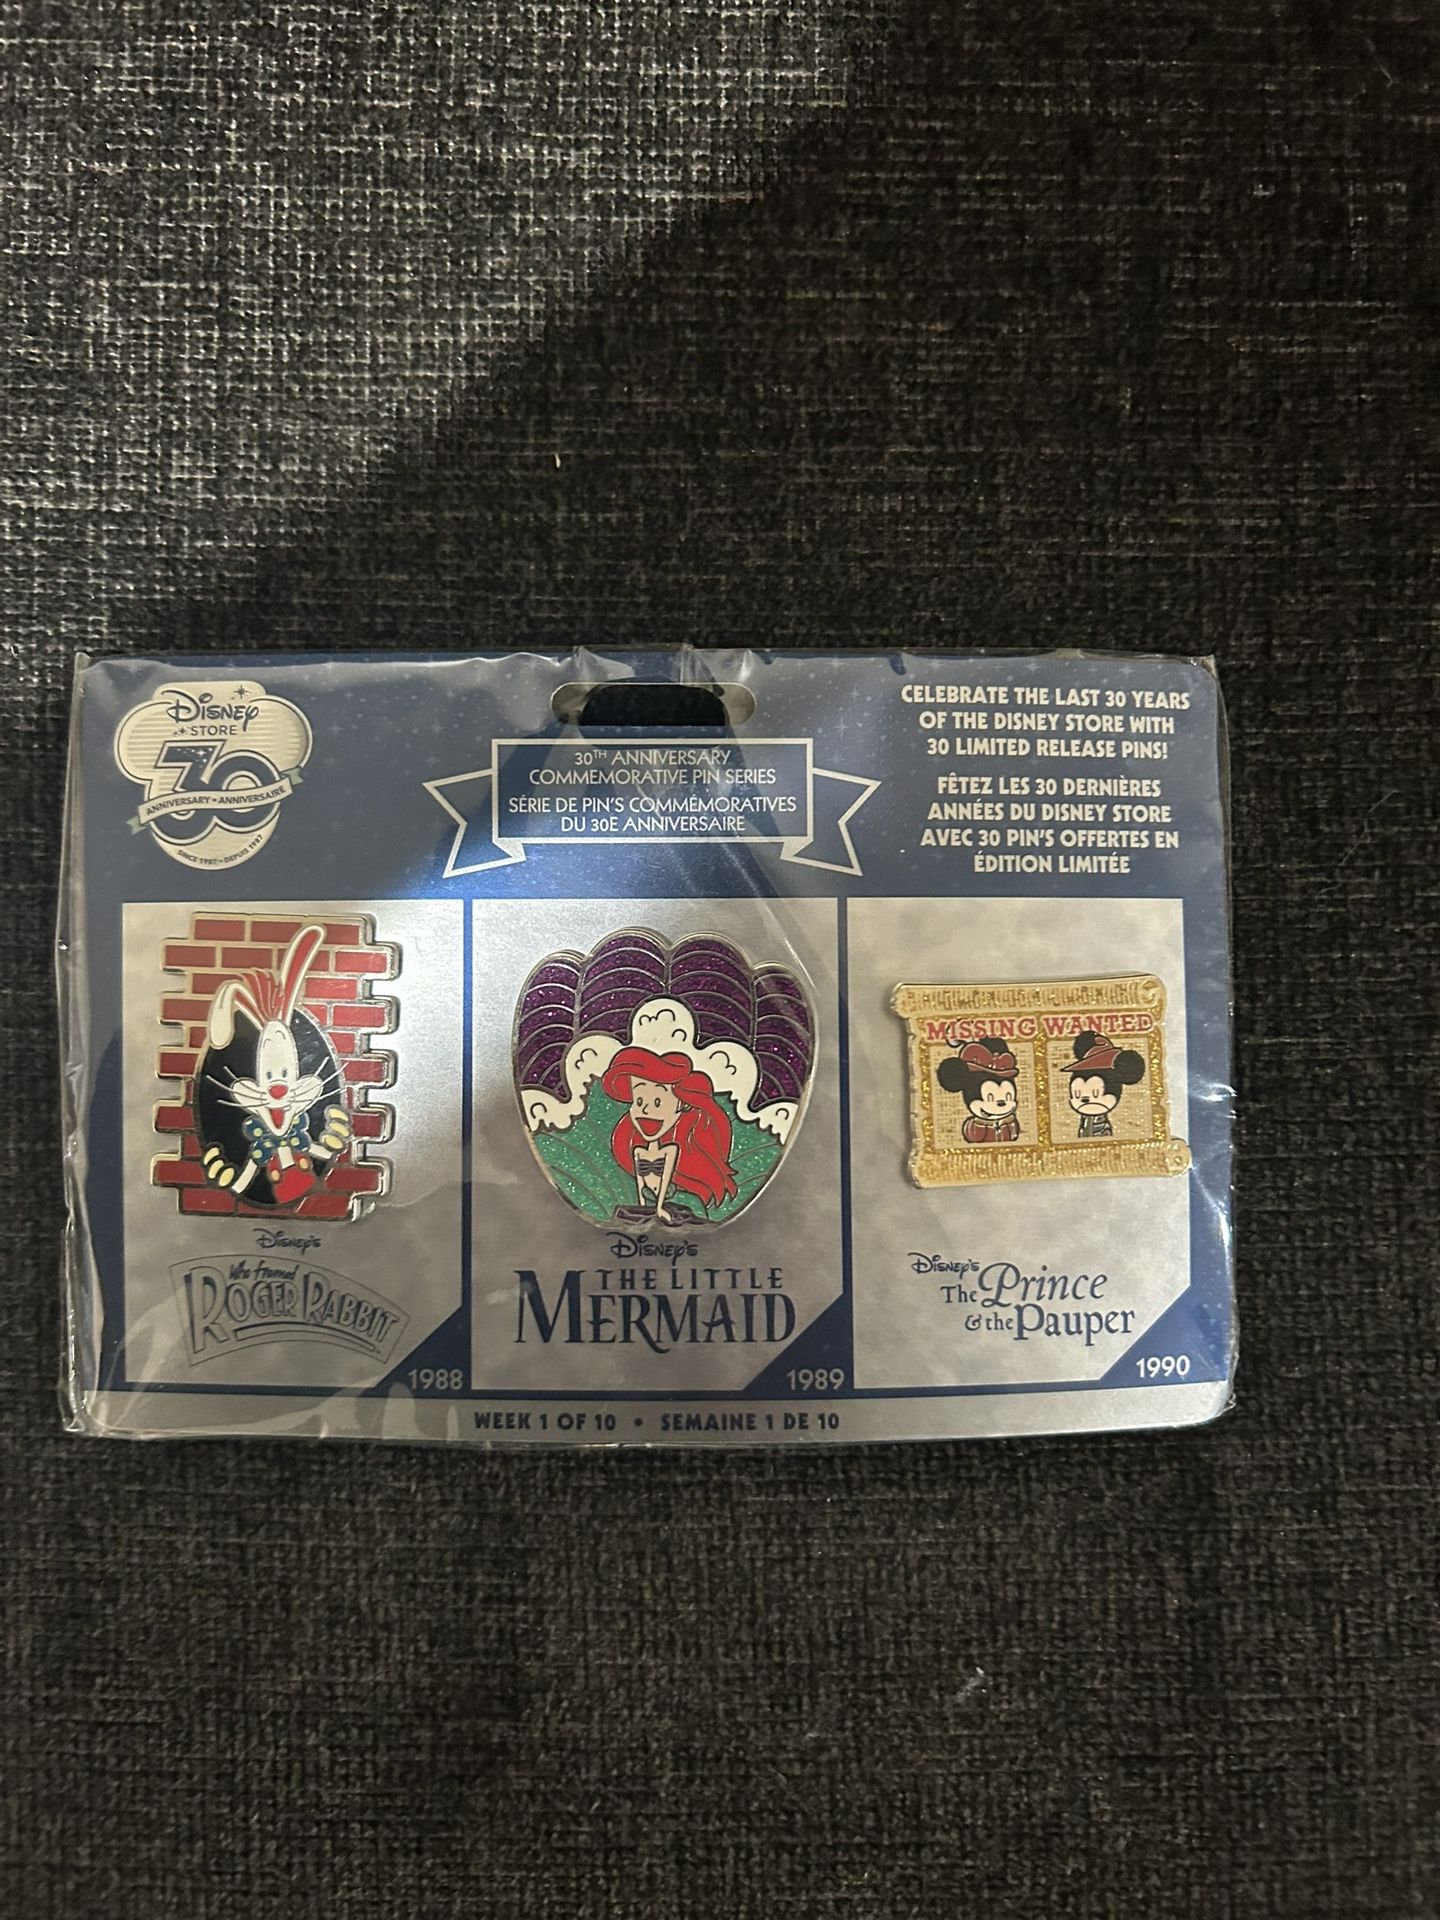 Disney
STORE
30
ANNIVERSARY • ANNIVERSAIRE
SINCE 1987 • DEPUIS 1987
30TH ANNIVERSARY
COMMEMORATIVE PIN SERIES
SÉRIE DE PIN'S COMMÉMORATIVES
DU 30E ANNIVERSAIRE
CELEBRATE THE LAST 30 YEARS
OF THE DISNEY STORE WITH
30 LIMITED RELEASE PINS!
FÊTEZ LES 30 DERNIÈRES
ANNÉES DU DISNEY STORE
AVEC 30 PIN'S OFFERTES EN
ÉDITION LIMITÉE
Disney's
Who Framed
ROGER RABBIT
1988
Disney's
THE LITTLE
MERMAID
1989
MISSING WANTED
Disney's
The Prince
& the Pauper
1990
WEEK 1 OF 10 • SEMAINE 1 DE 10